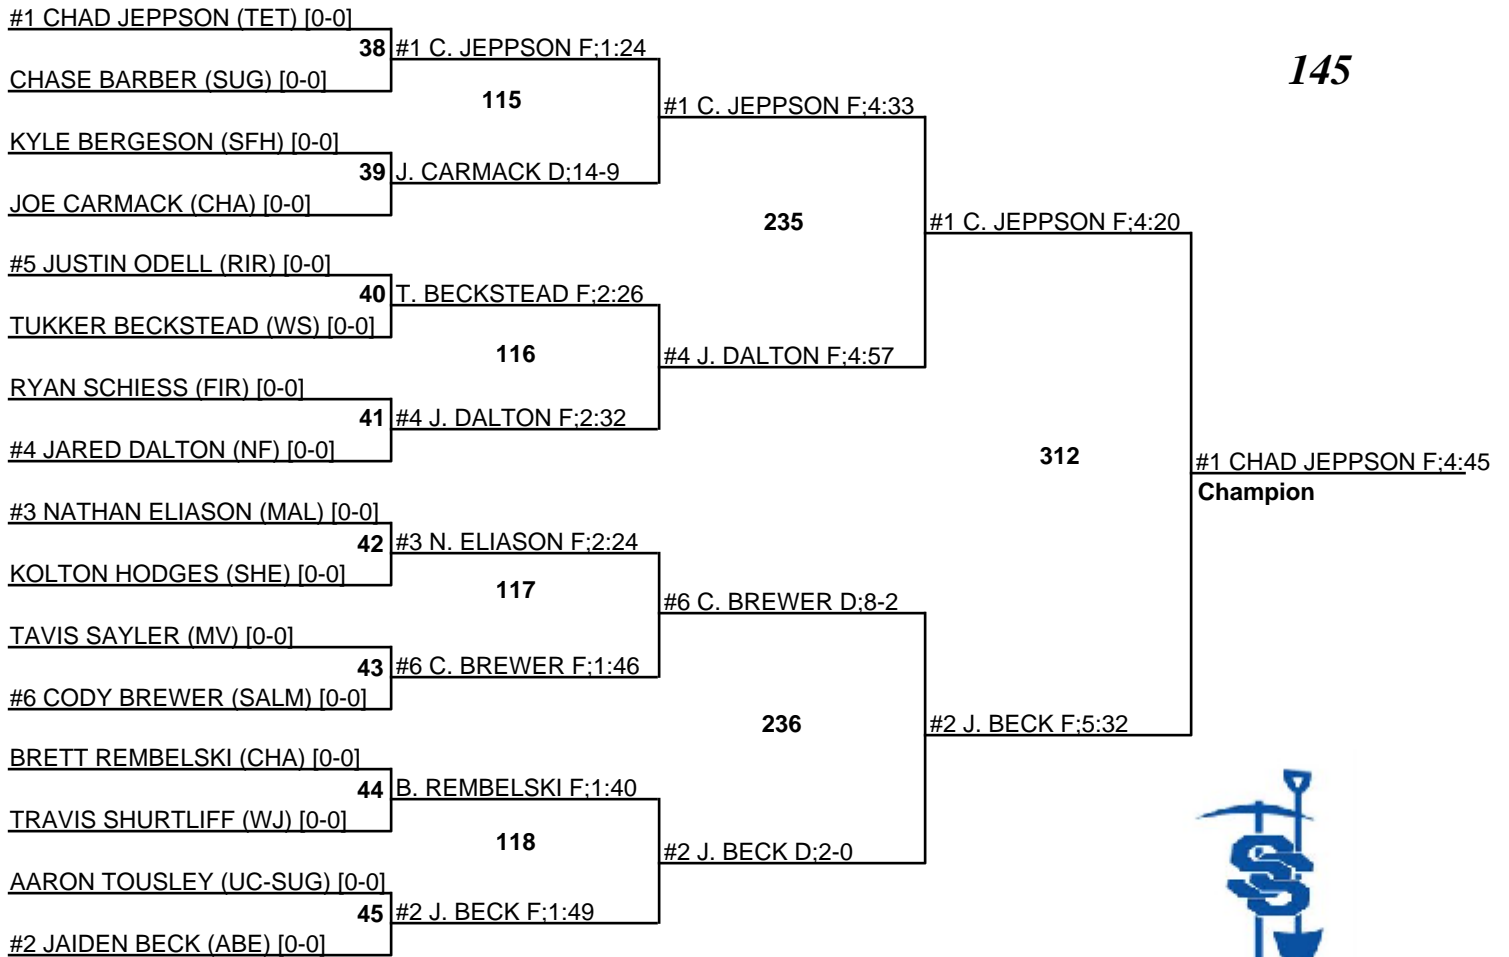 #1 CHAD JEPPSON (TET) [0-0]
38 #1 C. JEPPSON F;1:24
145
CHASE BARBER (SUG) [0-0]
115
#1 C. JEPPSON F;4:33
KYLE BERGESON (SFH) [0-0]
39 J. CARMACK D;14-9
JOE CARMACK (CHA) [0-0]
235
#1 C. JEPPSON F;4:20
#5 JUSTIN ODELL (RIR) [0-0]
40 T. BECKSTEAD F;2:26
TUKKER BECKSTEAD (WS) [0-0]
116
#4 J. DALTON F;4:57
RYAN SCHIESS (FIR) [0-0]
41 #4 J. DALTON F;2:32
#4 JARED DALTON (NF) [0-0]
312
#1 CHAD JEPPSON F;4:45
Champion
#3 NATHAN ELIASON (MAL) [0-0]
42 #3 N. ELIASON F;2:24
KOLTON HODGES (SHE) [0-0]
117
#6 C. BREWER D;8-2
TAVIS SAYLER (MV) [0-0]
43 #6 C. BREWER F;1:46
#6 CODY BREWER (SALM) [0-0]
236
#2 J. BECK F;5:32
BRETT REMBELSKI (CHA) [0-0]
44 B. REMBELSKI F;1:40
TRAVIS SHURTLIFF (WJ) [0-0]
118
#2 J. BECK D;2-0
AARON TOUSLEY (UC-SUG) [0-0]
45 #2 J. BECK F;1:49
#2 JAIDEN BECK (ABE) [0-0]
SS